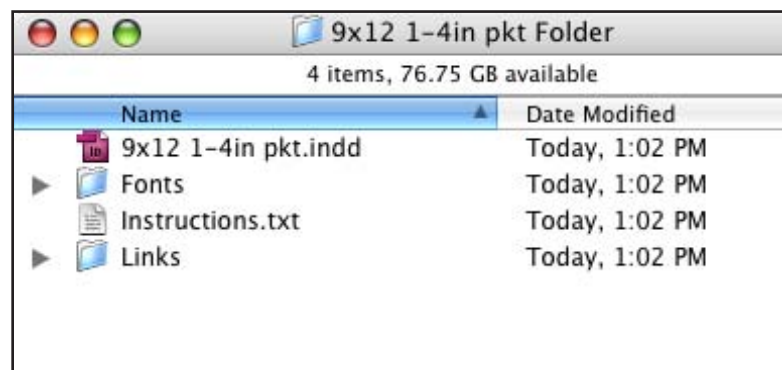 9x12 1-4in pkt Folder
4 items, 76.75 GB available
Name Date Modified
9x12 1-4in pkt.indd Today, 1:02 PM
Fonts Today, 1:02 PM
Instructions.txt Today, 1:02 PM
Links Today, 1:02 PM